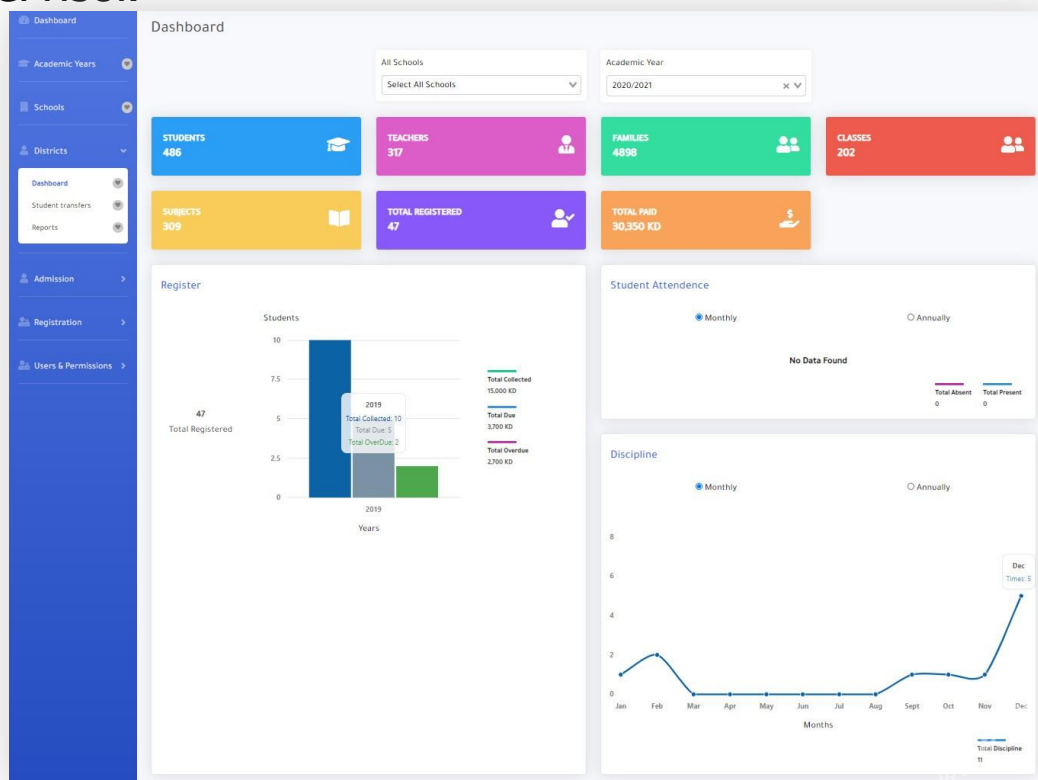 Dashboard
Academic Years
Schools
Districts
Dashboard
Student transfers
Reports
Admission
Registration
Users & Permissions
Dashboard
All Schools
Select All Schools
Academic Year
2020/2021
STUDENTS
486
TEACHERS
317
FAMILIES
4898
CLASSES
202
SUBJECTS
309
TOTAL REGISTERED
47
TOTAL PAID
30,350 KD
Register
Students
10
7.5
5
2.5
0
2019
Total Collected: 10
Total Due: 5
Total OverDue: 2
2019
Years
47
Total Registered
Total Collected
15,000 KD
Total Due
3,700 KD
Total Overdue
2,700 KD
Student Attendence
Monthly
Annually
No Data Found
Total Absent Total Present
0 0
Discipline
Monthly
Annually
8
6
4
2
0
Dec
Times: 5
Jan Feb Mar Apr May Jun Jul Aug Sept Oct Nov Dec
Months
Total Discipline
11